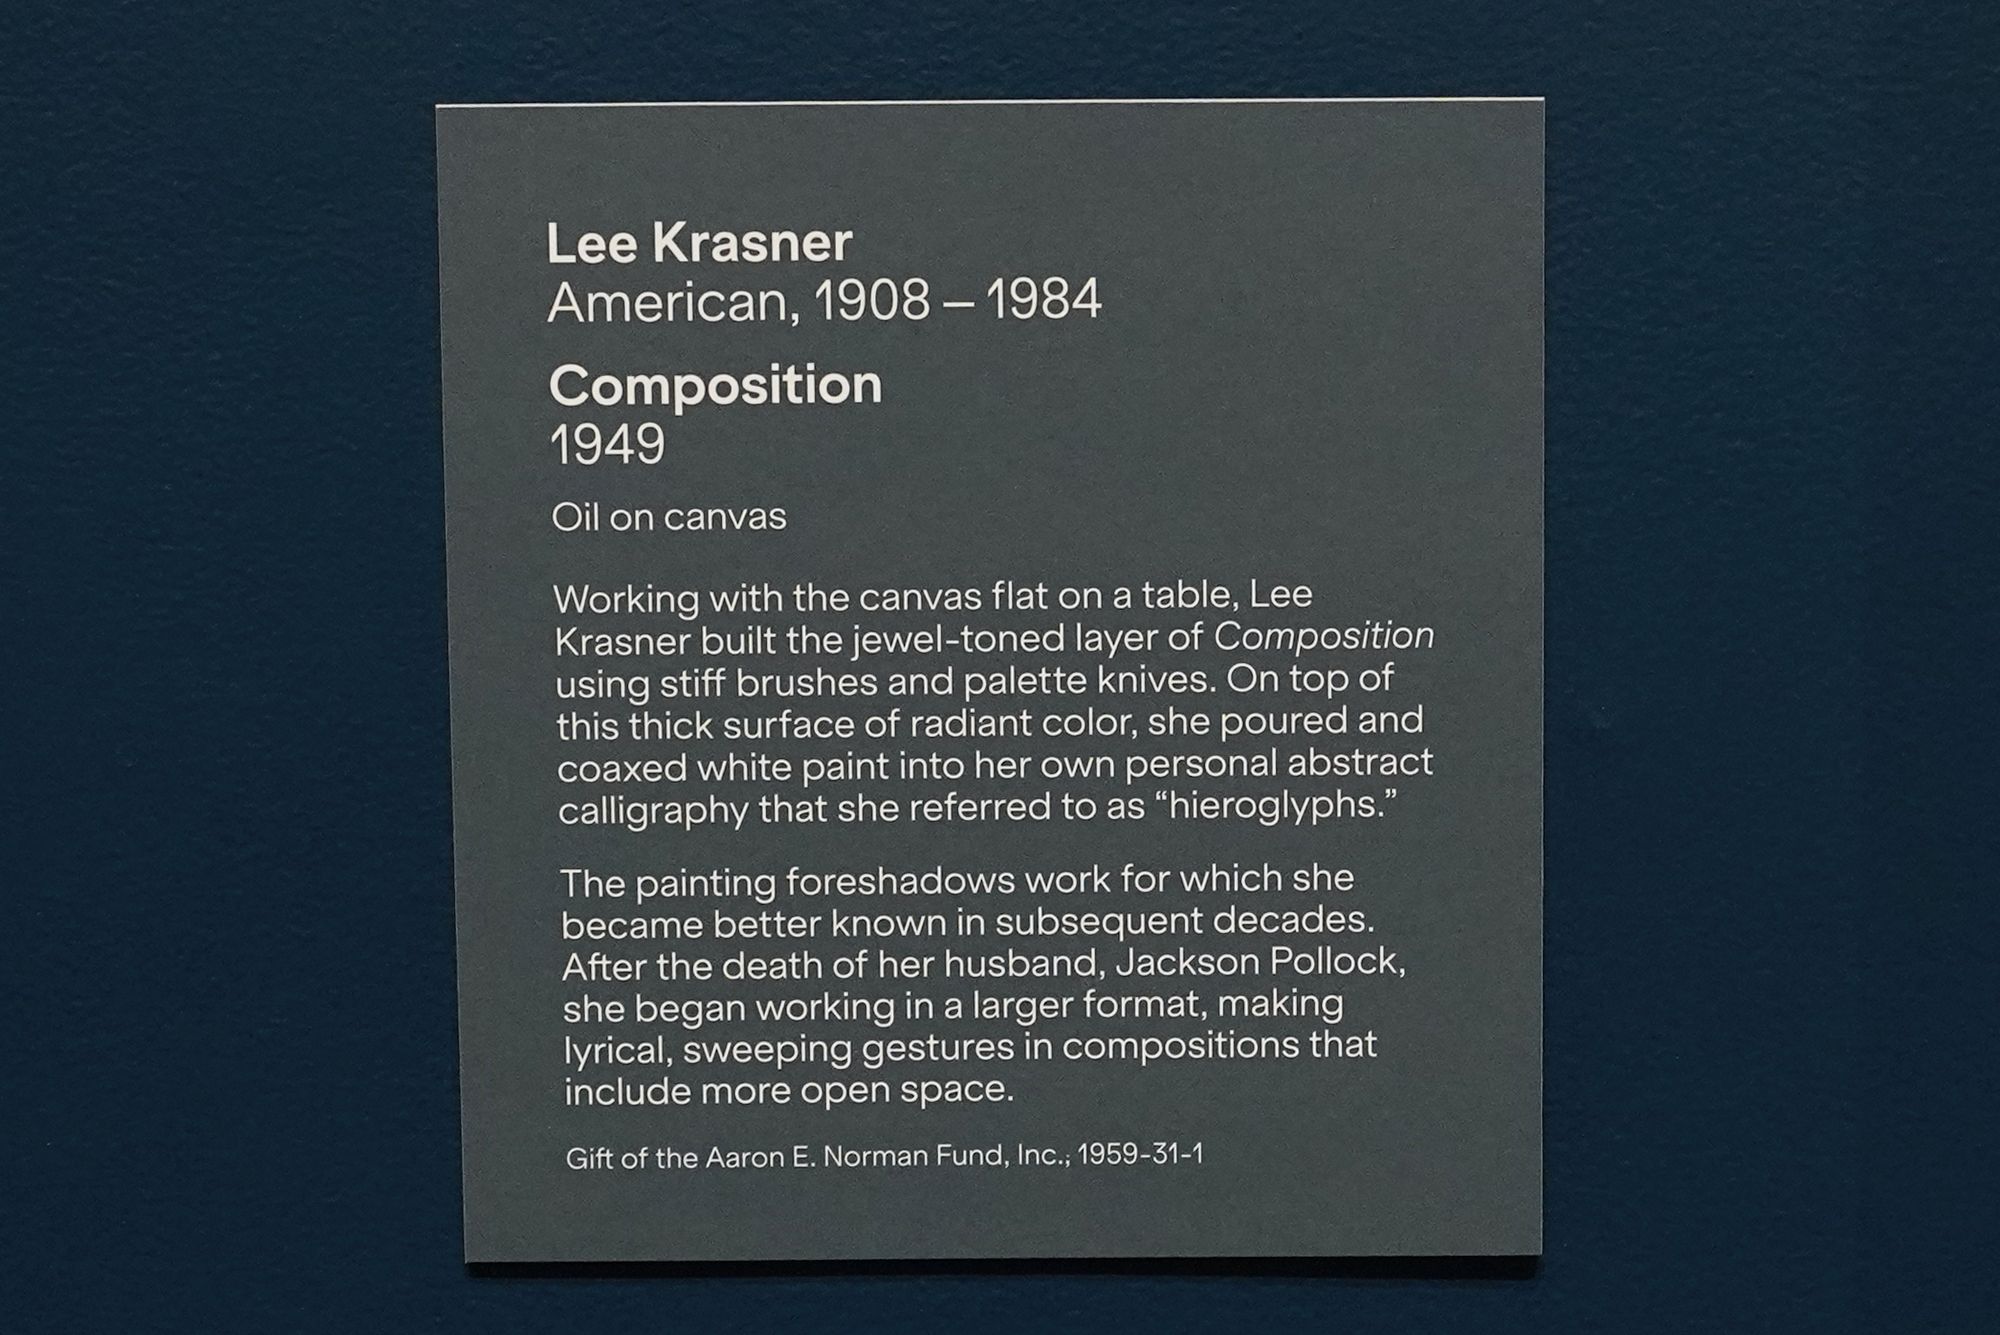 Lee Krasner
American, 1908 – 1984
Composition
1949
Oil on canvas
Working with the canvas flat on a table, Lee
Krasner built the jewel-toned layer of Composition
using stiff brushes and palette knives. On top of
this thick surface of radiant color, she poured and
coaxed white paint into her own personal abstract
calligraphy that she referred to as “hieroglyphs.”
The painting foreshadows work for which she
became better known in subsequent decades.
After the death of her husband, Jackson Pollock,
she began working in a larger format, making
lyrical, sweeping gestures in compositions that
include more open space.
Gift of the Aaron E. Norman Fund, Inc.; 1959-31-1